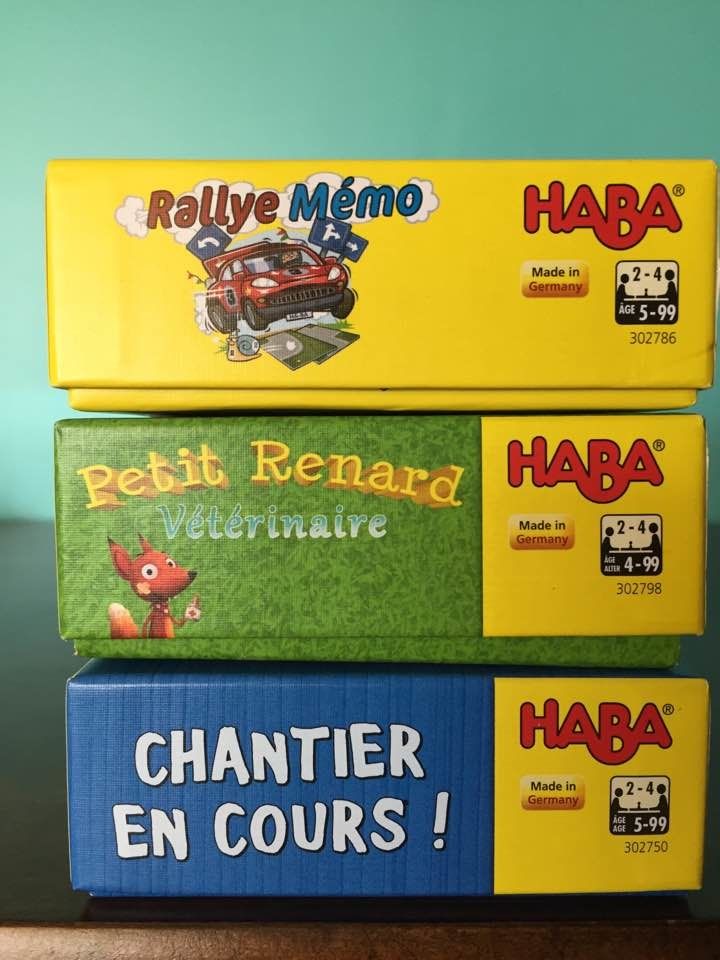 Rallye Mémo
HABA®
Made in
Germany
2-4
ÂGE 5-99
302786
Petit Renard
Vétérinaire
HABA®
Made in
Germany
2-4
ÂGE
ALTER 4-99
302798
CHANTIER
EN COURS !
HABA®
Made in
Germany
2-4
ÂGE
AGE 5-99
302750